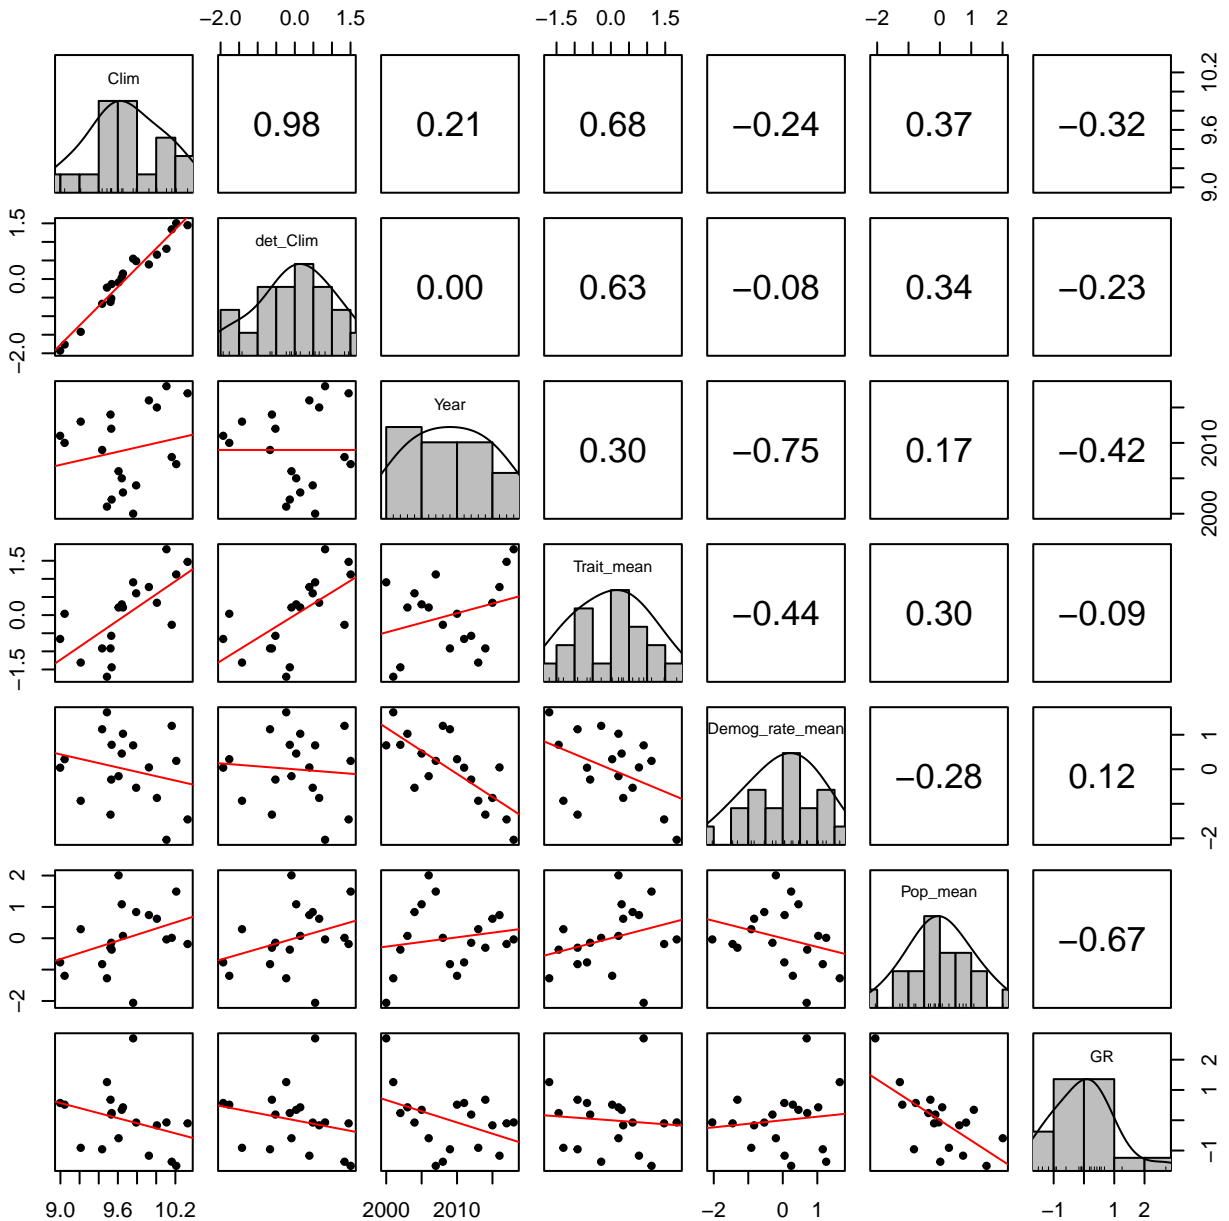 −2.0 0.0 1.5 −1.5 0.0 1.5 −2 0 1 2
Clim 0.98 0.21 0.68 −0.24 0.37 −0.32 9.0 9.6 10.2
−2.0 0.0 1.5 det_Clim 0.00 0.63 −0.08 0.34 −0.23
Year 0.30 −0.75 0.17 −0.42 2000 2010
−1.5 0.0 1.5 Trait_mean −0.44 0.30 −0.09
Demog_rate_mean −0.28 0.12 −2 0 1
−2 0 1 2 Pop_mean −0.67
GR −1 1 2
9.0 9.6 10.2 2000 2010 −2 0 1 −1 1 2